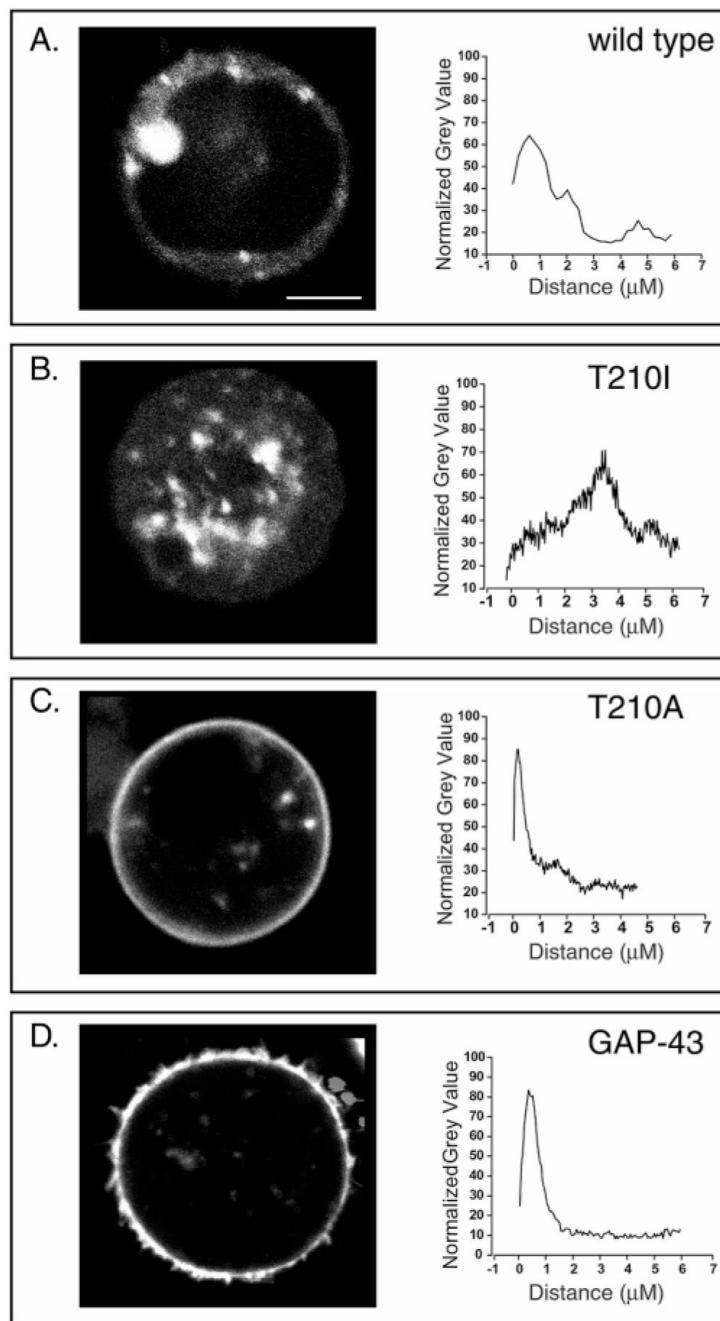 A.
wild type
Normalized Grey Value
100
90
80
70
60
50
40
30
20
10
-1 0 1 2 3 4 5 6 7
Distance (μM)
B.
T210I
Normalized Grey Value
100
90
80
70
60
50
40
30
20
10
-1 0 1 2 3 4 5 6 7
Distance (μM)
C.
T210A
Normalized Grey Value
100
90
80
70
60
50
40
30
20
10
-1 0 1 2 3 4 5 6 7
Distance (μM)
D.
GAP-43
NormalizedGrey Value
100
90
80
70
60
50
40
30
20
10
0
-1 0 1 2 3 4 5 6 7
Distance (μM)